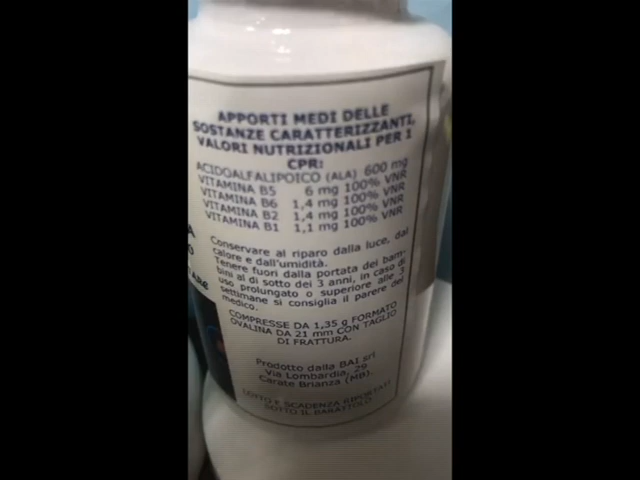 APPORTI MEDI DELLE
SOSTANZE CARATTERIZZANTI,
VALORI NUTRIZIONALI PER 1
CPR:
ACIDOALFALIPOICO (ALA) 600 mg
VITAMINA B5 6 mg 100% VNR
VITAMINA B6 1,4 mg 100% VNR
VITAMINA B2 1,4 mg 100% VNR
VITAMINA B1 1,1 mg 100% VNR
Conservare al riparo dalla luce, dal
calore e dall'umidità.
Tenere fuori dalla portata dei bam-
bini al di sotto dei 3 anni, in caso di
uso prolungato o superiore alle 3
settimane si consiglia il parere del
medico.
COMPRESSE DA 1,35 g FORMATO
OVALINA DA 21 mm CON TAGLIO
DI FRATTURA.
Prodotto dalla BAI srl
Via Lombardia, 29
Carate Brianza (MB).
LOTTO E SCADENZA RIPORTATI
SOTTO IL BARATTOLO